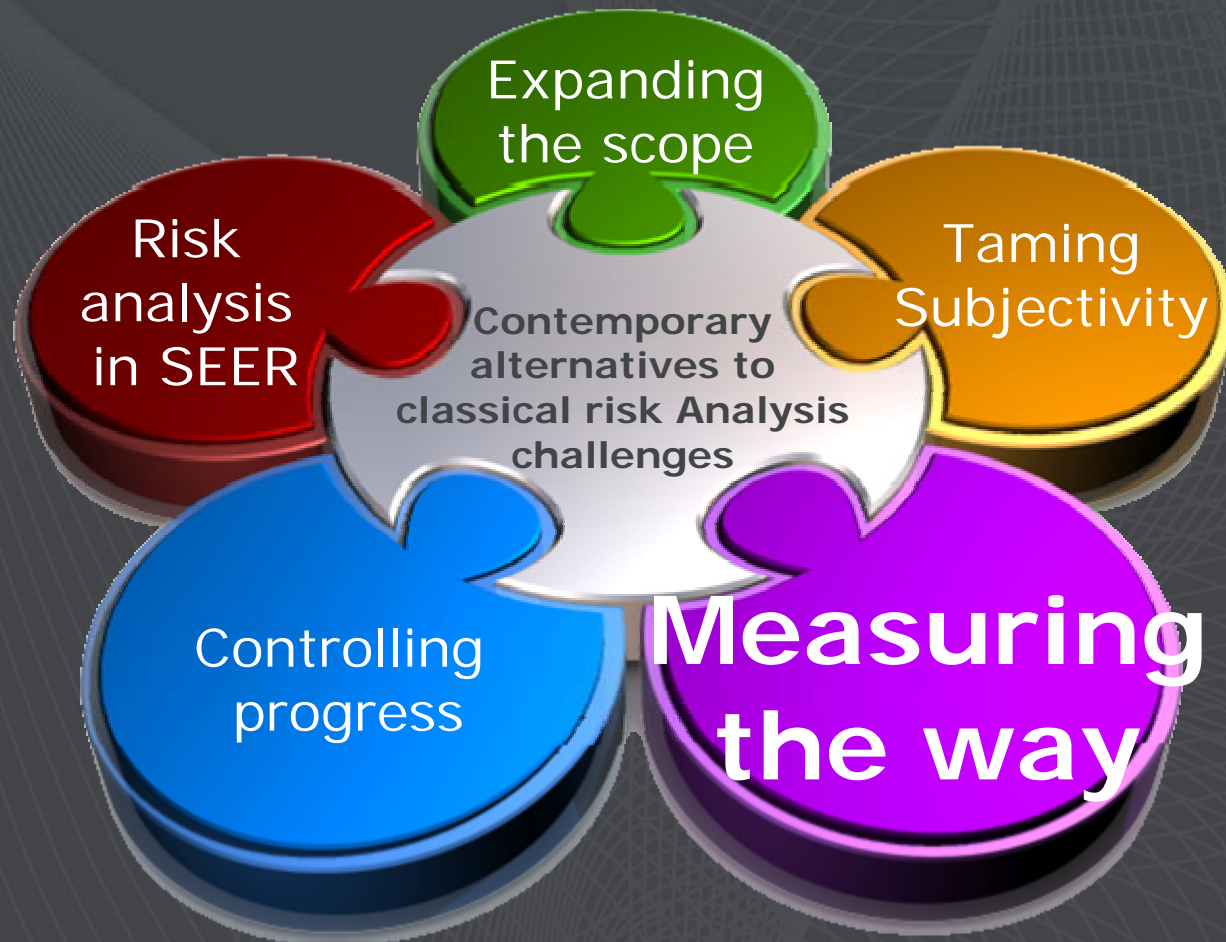 Expanding
the scope
Risk
analysis
in SEER
Taming
Subjectivity
Contemporary
alternatives to
classical risk Analysis
challenges
Controlling
progress
Measuring
the way